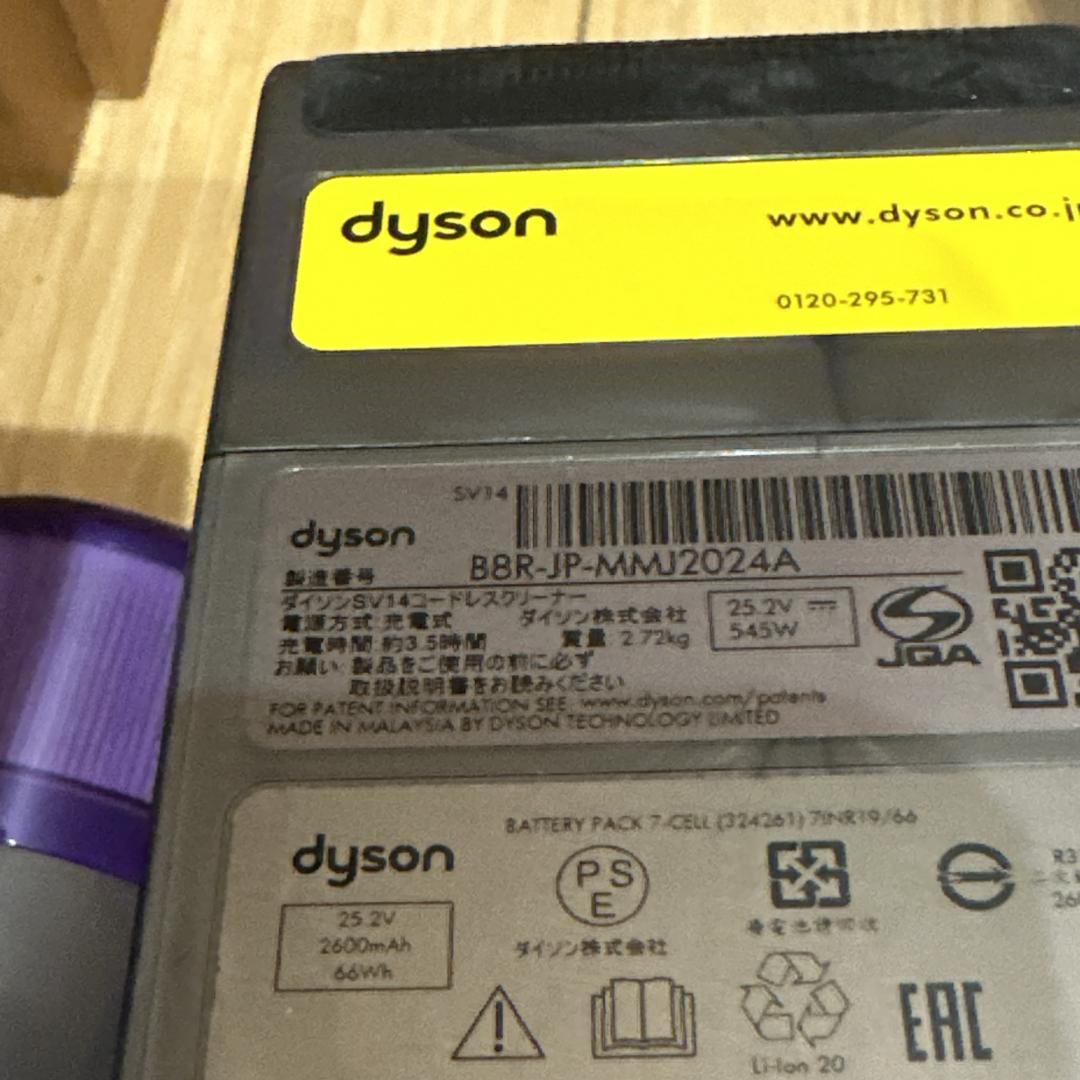 dyson
www.dyson.co.jp
0120-295-731
SV14
dyson
製造番号 B8R-JP-MMJ2024A
ダイソンSV14コードレスクリーナー
電源方式 充電式 ダイソン株式会社
充電時間 約3.5時間 質量 2.72kg
25.2V
545W
お願い 製品をご使用の前に必ず
取扱説明書をお読みください
JQA
FOR PATENT INFORMATION SEE: www.dyson.com/patents
MADE IN MALAYSIA BY DYSON TECHNOLOGY LIMITED
BATTERY PACK 7-CELL (324261) 7INR19/66
dyson
PSE
25.2V
2600mAh
66Wh
ダイソン株式会社
R3
EAC
Li-Ion 20